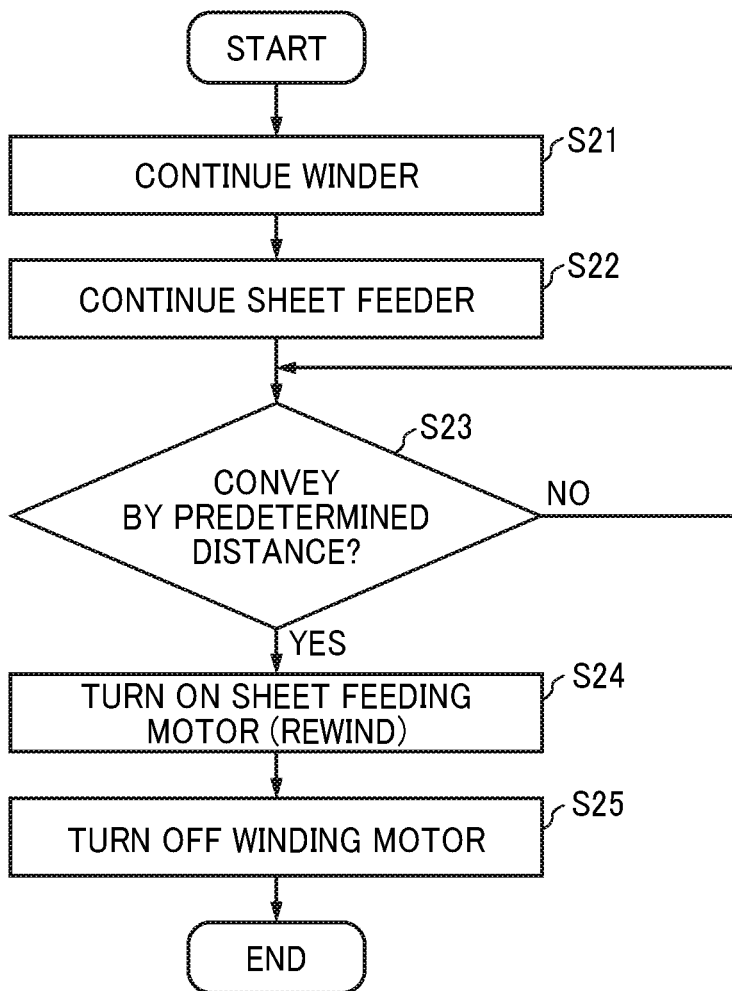 START
S21
CONTINUE WINDER
S22
CONTINUE SHEET FEEDER
S23
CONVEY
BY PREDETERMINED
DISTANCE?
NO
YES
S24
TURN ON SHEET FEEDING
MOTOR (REWIND)
S25
TURN OFF WINDING MOTOR
END